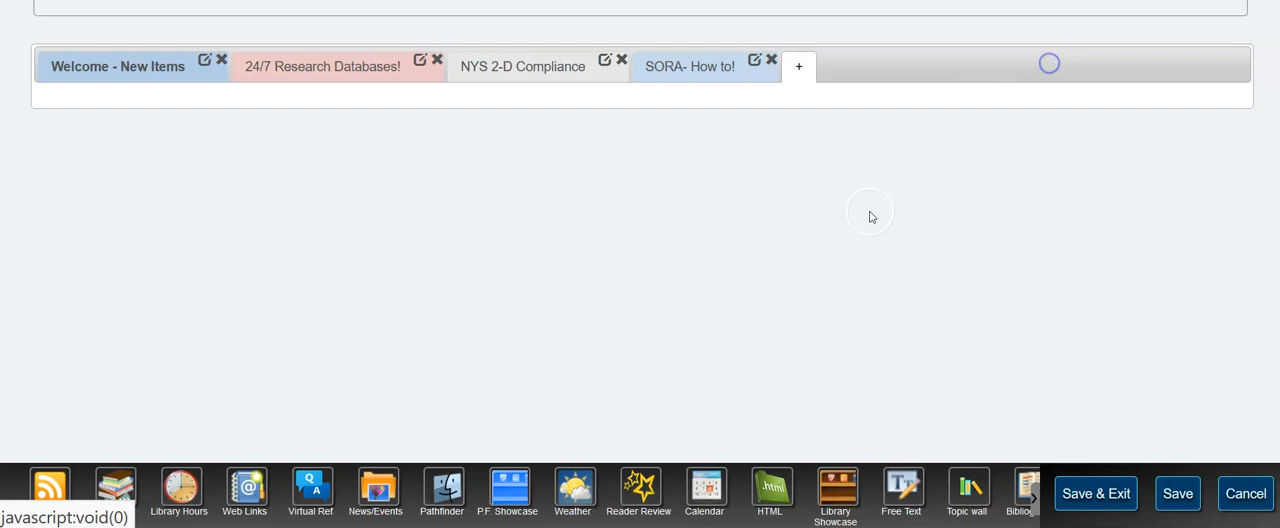 Welcome - New Items 24/7 Research Databases! NYS 2-D Compliance SORA- How to! +
Library Hours Web Links Virtual Ref News/Events Pathfinder P.F. Showcase Weather Reader Review Calendar .html HTML Library Showcase Free Text Topic wall Bibliog
Save & Exit Save Cancel
javascript:void(0)